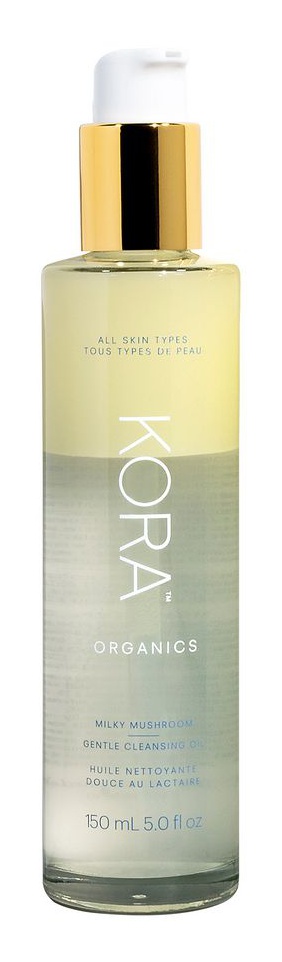 ALL SKIN TYPES
TOUS TYPES DE PEAU
KORA™
ORGANICS
MILKY MUSHROOM
GENTLE CLEANSING OIL
HUILE NETTOYANTE
DOUCE AU LACTAIRE
150 mL 5.0 fl oz